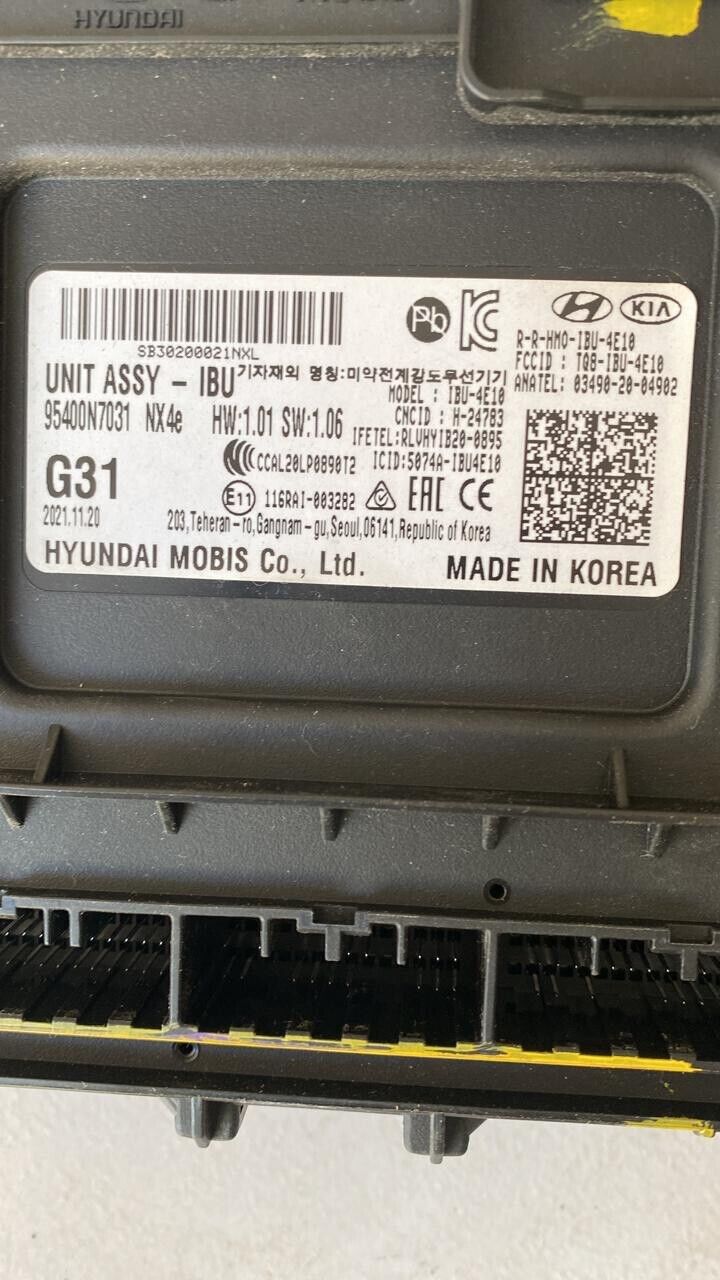 HYUNDAI
SB30200021NXL
Pb
HYUNDAI
KIA
R-R-HMO-IBU-4E10
FCCID : TQ8-IBU-4E10
ANATEL: 03490-20-04902
UNIT ASSY - IBU
기자재의 명칭:미약전계강도무선기기
MODEL : IBU-4E10
95400N7031 NX4e
HW:1.01 SW:1.06
CNCID : H-24783
IFETEL:RLVHYIB20-0895
G31
CCAL20LP0890T2
ICID:5074A-IBU4E10
E11
116RAI-003282
EAC
CE
2021.11.20
203,Teheran-ro,Gangnam-gu,Seoul,06141,Republic of Korea
HYUNDAI MOBIS Co., Ltd.
MADE IN KOREA